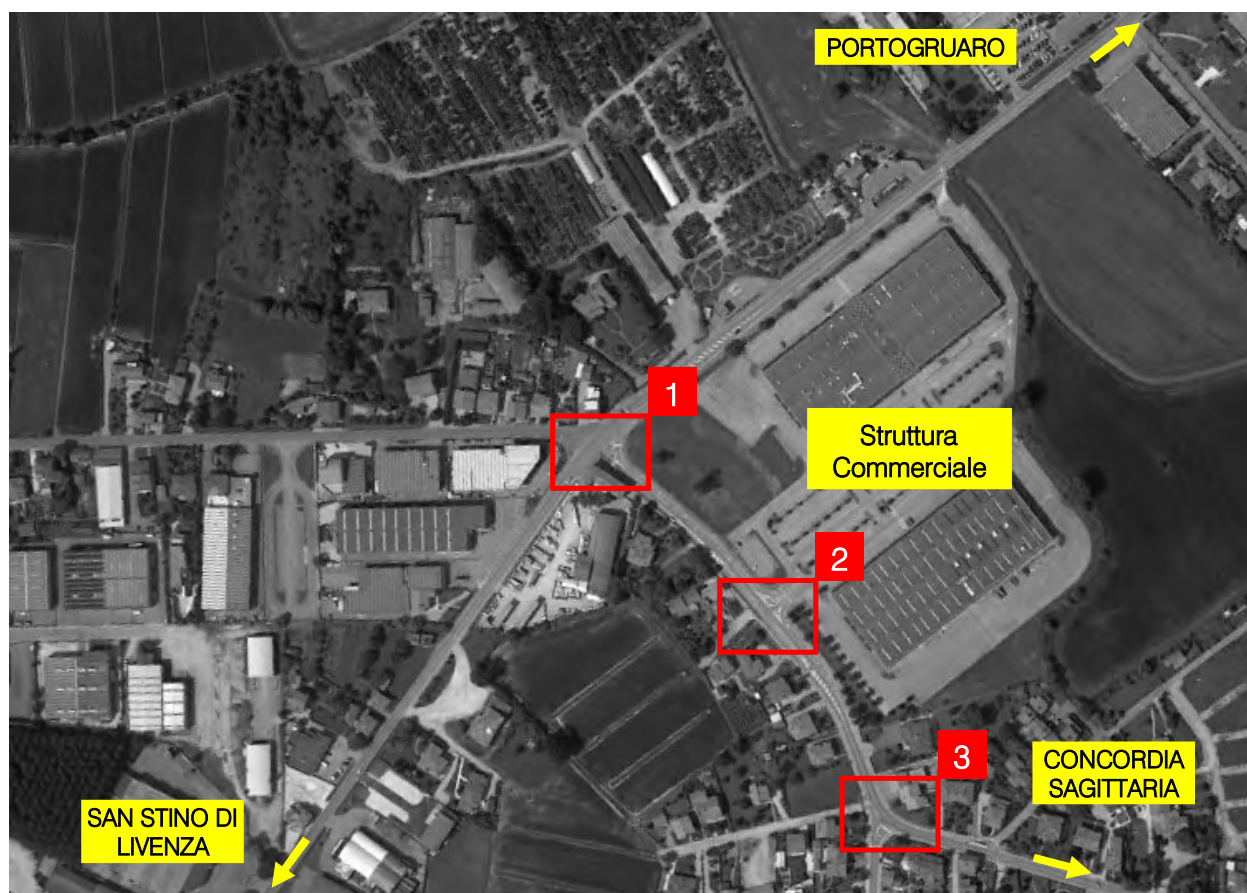 PORTOGRUARO
1
Struttura
Commerciale
2
3
CONCORDIA
SAGITTARIA
SAN STINO DI
LIVENZA